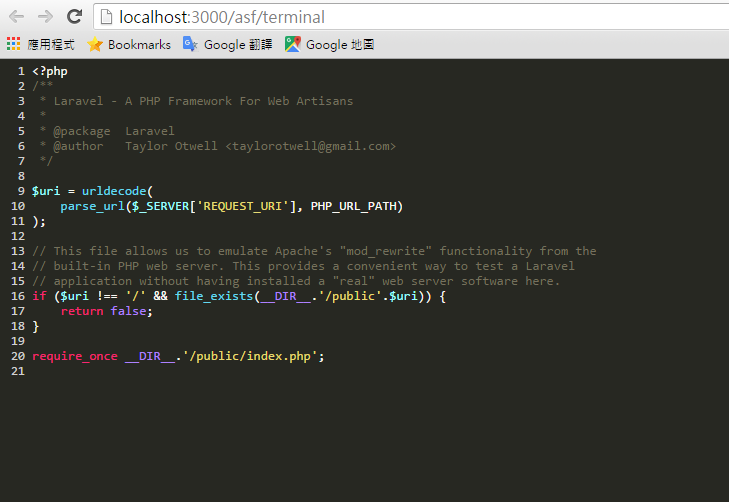 localhost:3000/asf/terminal
應用程式 Bookmarks Google 翻譯 Google 地圖
1 <?php
2 /**
3  * Laravel - A PHP Framework For Web Artisans
4  *
5  * @package  Laravel
6  * @author   Taylor Otwell <taylorotwell@gmail.com>
7  */
8
9 $uri = urldecode(
10     parse_url($_SERVER['REQUEST_URI'], PHP_URL_PATH)
11 );
12
13 // This file allows us to emulate Apache's "mod_rewrite" functionality from the
14 // built-in PHP web server. This provides a convenient way to test a Laravel
15 // application without having installed a "real" web server software here.
16 if ($uri !== '/' && file_exists(__DIR__.'/public'.$uri)) {
17     return false;
18 }
19
20 require_once __DIR__.'/public/index.php';
21